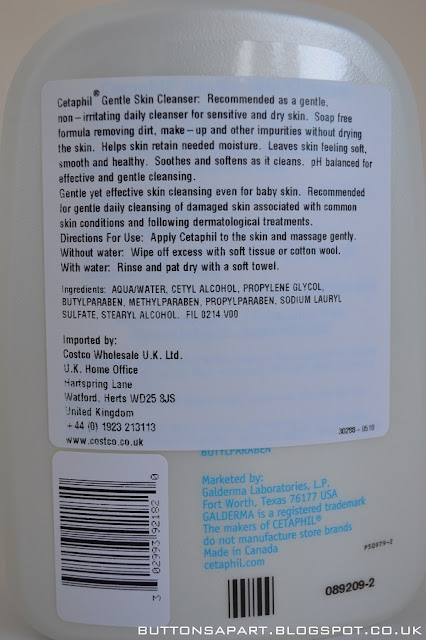 Cetaphil® Gentle Skin Cleanser: Recommended as a gentle,
non-irritating daily cleanser for sensitive and dry skin. Soap free
formula removing dirt, make-up and other impurities without drying
the skin. Helps skin retain needed moisture. Leaves skin feeling soft,
smooth and healthy. Soothes and softens as it cleans. pH balanced for
effective and gentle cleansing.
Gentle yet effective skin cleansing even for baby skin. Recommended
for gentle daily cleansing of damaged skin associated with common
skin conditions and following dermatological treatments.
Directions For Use: Apply Cetaphil to the skin and massage gently.
Without water: Wipe off excess with soft tissue or cotton wool.
With water: Rinse and pat dry with a soft towel.
Ingredients: AQUA/WATER, CETYL ALCOHOL, PROPYLENE GLYCOL,
BUTYLPARABEN, METHYLPARABEN, PROPYLPARABEN, SODIUM LAURYL
SULFATE, STEARYL ALCOHOL. FIL 0214 V00
Imported by:
Costco Wholesale U.K. Ltd.
U.K. Home Office
Hartspring Lane
Watford, Herts WD25 8JS
United Kingdom
+44 (0) 1923 213113
www.costco.co.uk
30288-0510
BUTYLPARABEN
Marketed by:
Galderma Laboratories, L.P.
Fort Worth, Texas 76177 USA
GALDERMA is a registered trademark
The makers of CETAPHIL®
do not manufacture store brands
Made in Canada
cetaphil.com
P50979-2
3 02993 92182 0
089209-2
BUTTONSAPART.BLOGSPOT.CO.UK